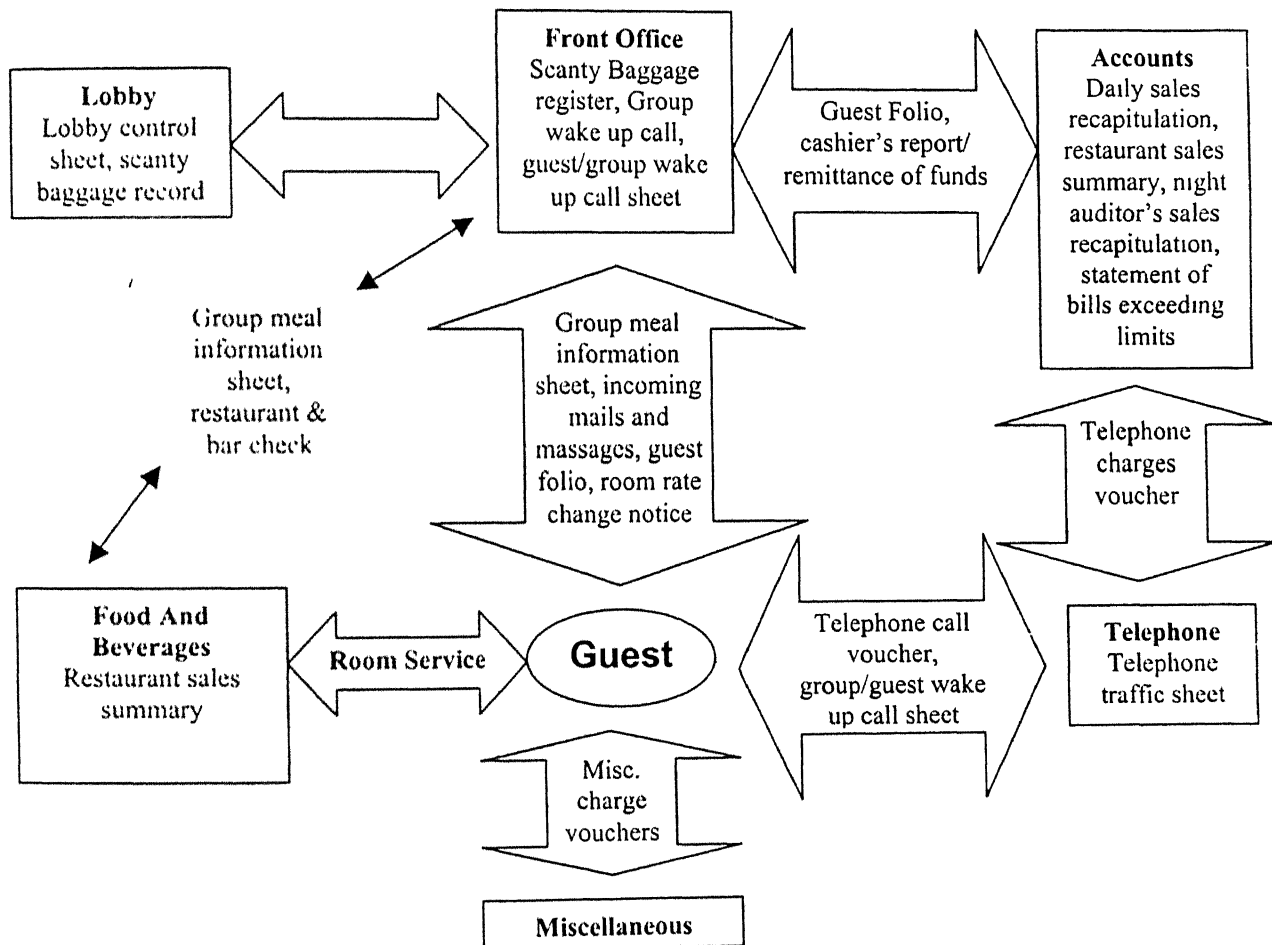 Lobby
Lobby control
sheet, scanty
baggage record
Front Office
Scanty Baggage
register, Group
wake up call,
guest/group wake
up call sheet
Guest Folio,
cashier's report/
remittance of funds
Accounts
Daily sales
recapitulation,
restaurant sales
summary, night
auditor's sales
recapitulation,
statement of
bills exceeding
limits
Group meal
information
sheet,
restaurant &
bar check
Group meal
information
sheet, incoming
mails and
massages, guest
folio, room rate
change notice
Telephone
charges
voucher
Food And
Beverages
Restaurant sales
summary
Room Service
Guest
Telephone call
voucher,
group/guest wake
up call sheet
Telephone
Telephone
traffic sheet
Misc.
charge
vouchers
Miscellaneous